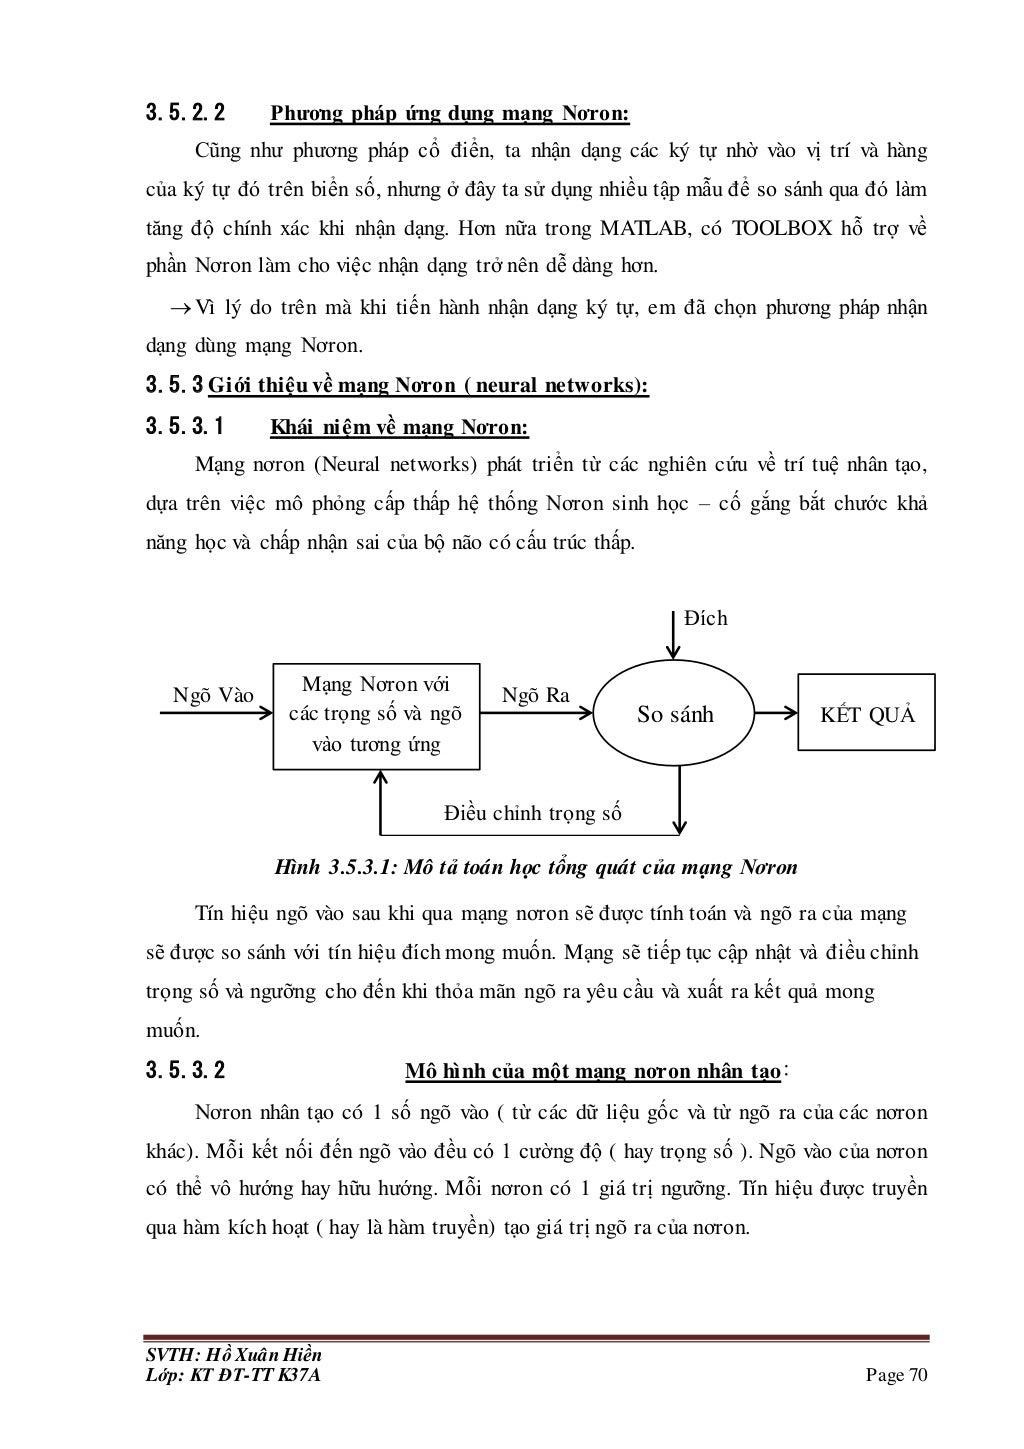 3.5.2.2 Phương pháp ứng dụng mạng Nơron:
Cũng như phương pháp cổ điển, ta nhận dạng các ký tự nhờ vào vị trí và hàng
của ký tự đó trên biển số, nhưng ở đây ta sử dụng nhiều tập mẫu để so sánh qua đó làm
tăng độ chính xác khi nhận dạng. Hơn nữa trong MATLAB, có TOOLBOX hỗ trợ về
phần Nơron làm cho việc nhận dạng trở nên dễ dàng hơn.
→Vì lý do trên mà khi tiến hành nhận dạng ký tự, em đã chọn phương pháp nhận
dạng dùng mạng Nơron.
3.5.3 Giới thiệu về mạng Nơron ( neural networks):
3.5.3.1 Khái niệm về mạng Nơron:
Mạng nơron (Neural networks) phát triển từ các nghiên cứu về trí tuệ nhân tạo,
dựa trên việc mô phỏng cấp thấp hệ thống Nơron sinh học – cố gắng bắt chước khả
năng học và chấp nhận sai của bộ não có cấu trúc thấp.
Đích
Ngõ Vào
Mạng Nơron với
các trọng số và ngõ
vào tương ứng
Ngõ Ra
So sánh
KẾT QUẢ
Điều chỉnh trọng số
Hình 3.5.3.1: Mô tả toán học tổng quát của mạng Nơron
Tín hiệu ngõ vào sau khi qua mạng nơron sẽ được tính toán và ngõ ra của mạng
sẽ được so sánh với tín hiệu đích mong muốn. Mạng sẽ tiếp tục cập nhật và điều chỉnh
trọng số và ngưỡng cho đến khi thỏa mãn ngõ ra yêu cầu và xuất ra kết quả mong
muốn.
3.5.3.2 Mô hình của một mạng nơron nhân tạo:
Nơron nhân tạo có 1 số ngõ vào ( từ các dữ liệu gốc và từ ngõ ra của các nơron
khác). Mỗi kết nối đến ngõ vào đều có 1 cường độ ( hay trọng số ). Ngõ vào của nơron
có thể vô hướng hay hữu hướng. Mỗi nơron có 1 giá trị ngưỡng. Tín hiệu được truyền
qua hàm kích hoạt ( hay là hàm truyền) tạo giá trị ngõ ra của nơron.
SVTH: Hồ Xuân Hiền
Lớp: KT ĐT-TT K37A
Page 70